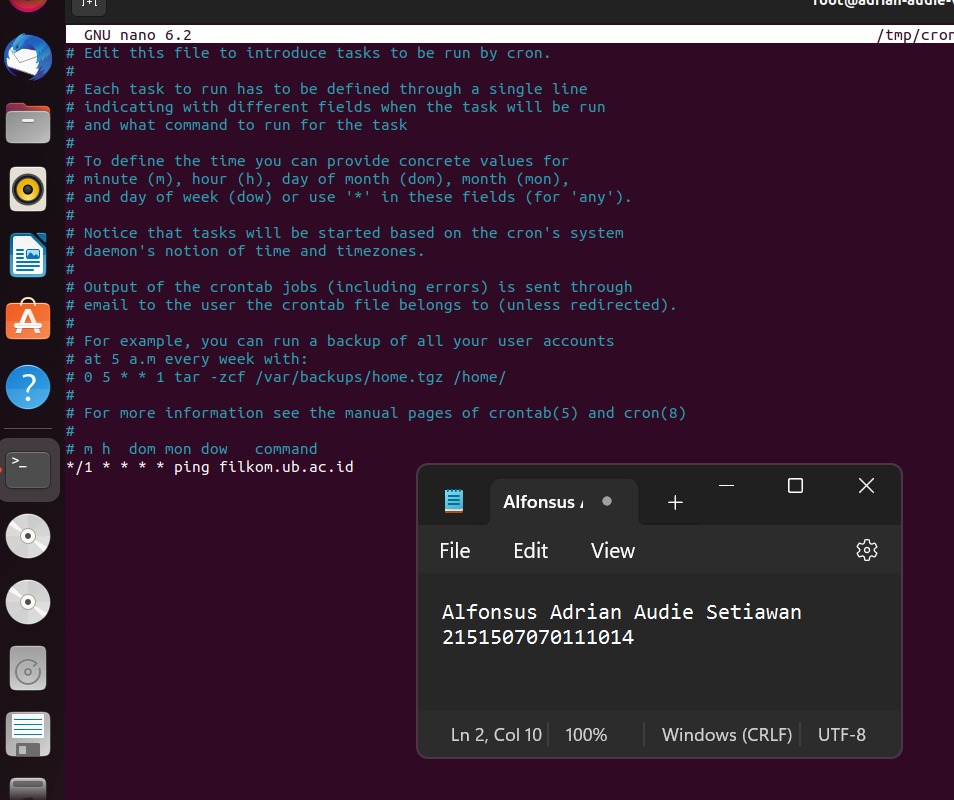 root@adrian-audie-
GNU nano 6.2 /tmp/cron
# Edit this file to introduce tasks to be run by cron.
#
# Each task to run has to be defined through a single line
# indicating with different fields when the task will be run
# and what command to run for the task
#
# To define the time you can provide concrete values for
# minute (m), hour (h), day of month (dom), month (mon),
# and day of week (dow) or use '*' in these fields (for 'any').
#
# Notice that tasks will be started based on the cron's system
# daemon's notion of time and timezones.
#
# Output of the crontab jobs (including errors) is sent through
# email to the user the crontab file belongs to (unless redirected).
#
# For example, you can run a backup of all your user accounts
# at 5 a.m every week with:
# 0 5 * * 1 tar -zcf /var/backups/home.tgz /home/
#
# For more information see the manual pages of crontab(5) and cron(8)
#
# m h  dom mon dow   command
*/1 * * * * ping filkom.ub.ac.id
Alfonsus
File Edit View
Alfonsus Adrian Audie Setiawan
2151507070111014
Ln 2, Col 10 100% Windows (CRLF) UTF-8